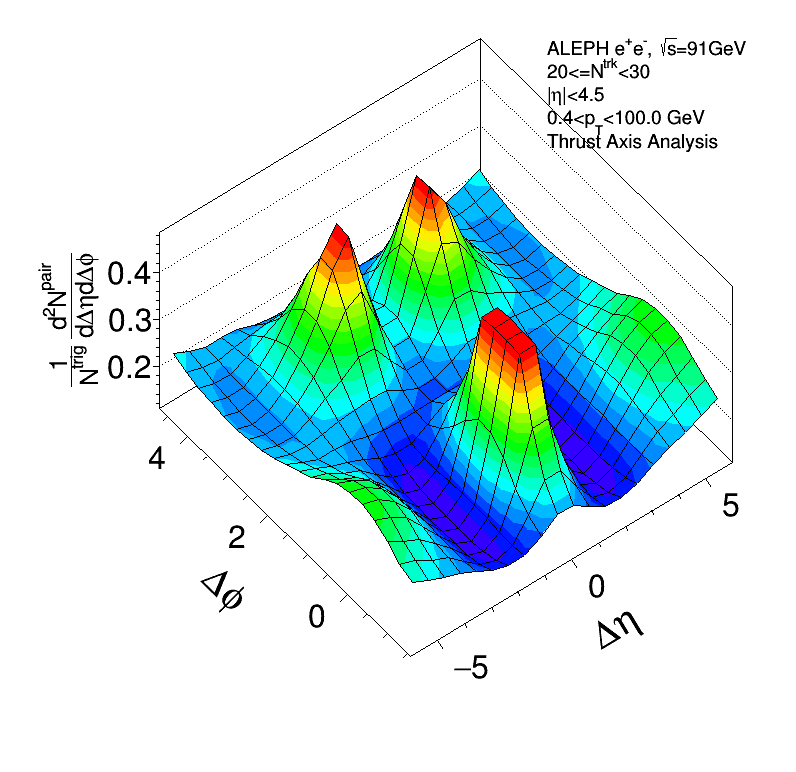 ALEPH e⁺e⁻, √s=91GeV
20<=Nᵗʳᵏ<30
|η|<4.5
0.4<p_T<100.0 GeV
Thrust Axis Analysis
1/N^trig d²N^pair/dΔηdΔϕ
0.4
0.3
0.2
4
2
0
Δϕ
−5
0
5
Δη